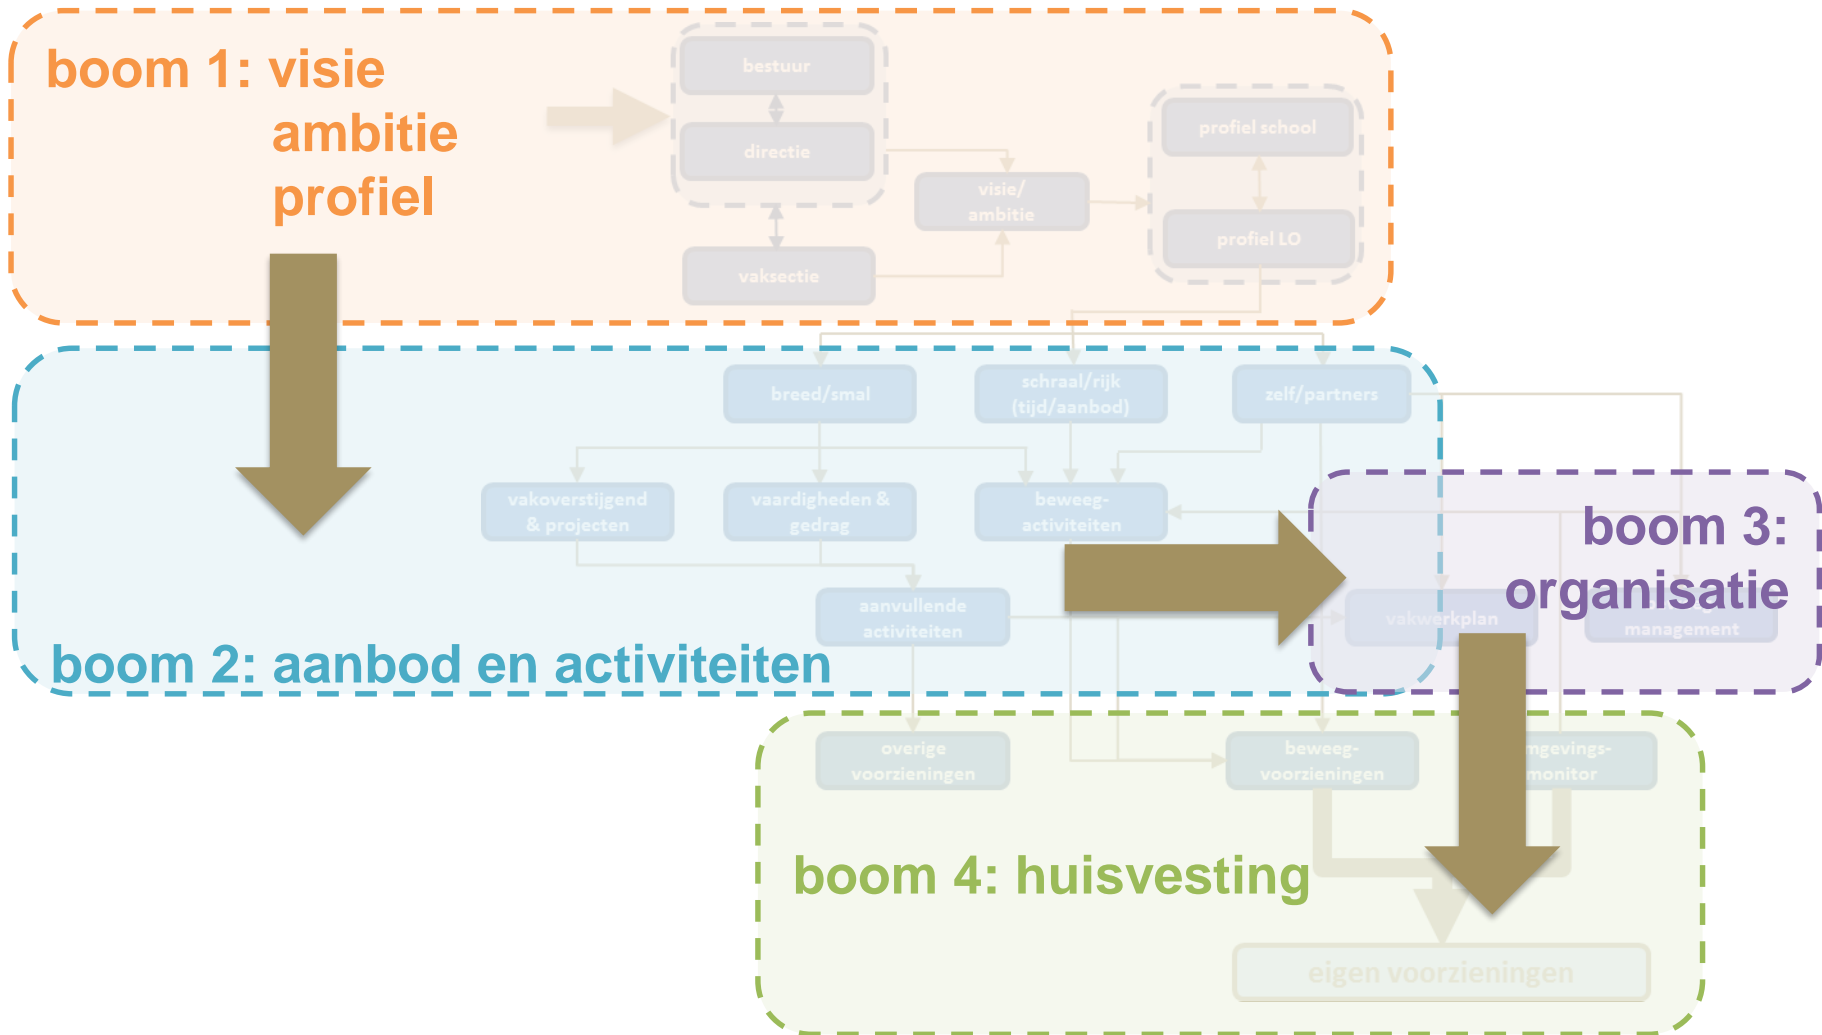 boom 1: visie
ambitie
profiel
bestuur
directie
vaksectie
visie/
ambitie
profiel school
profiel LO
breed/smal
schraal/rijk
(tijd/aanbod)
zelf/partners
vakoverstijgend
& projecten
vaardigheden &
gedrag
beweeg-
activiteiten
boom 3:
organisatie
aanvullende
activiteiten
vakwerkplan
management
boom 2: aanbod en activiteiten
overige
voorzieningen
beweeg-
voorzieningen
mgevings-
monitor
boom 4: huisvesting
eigen voorzieningen